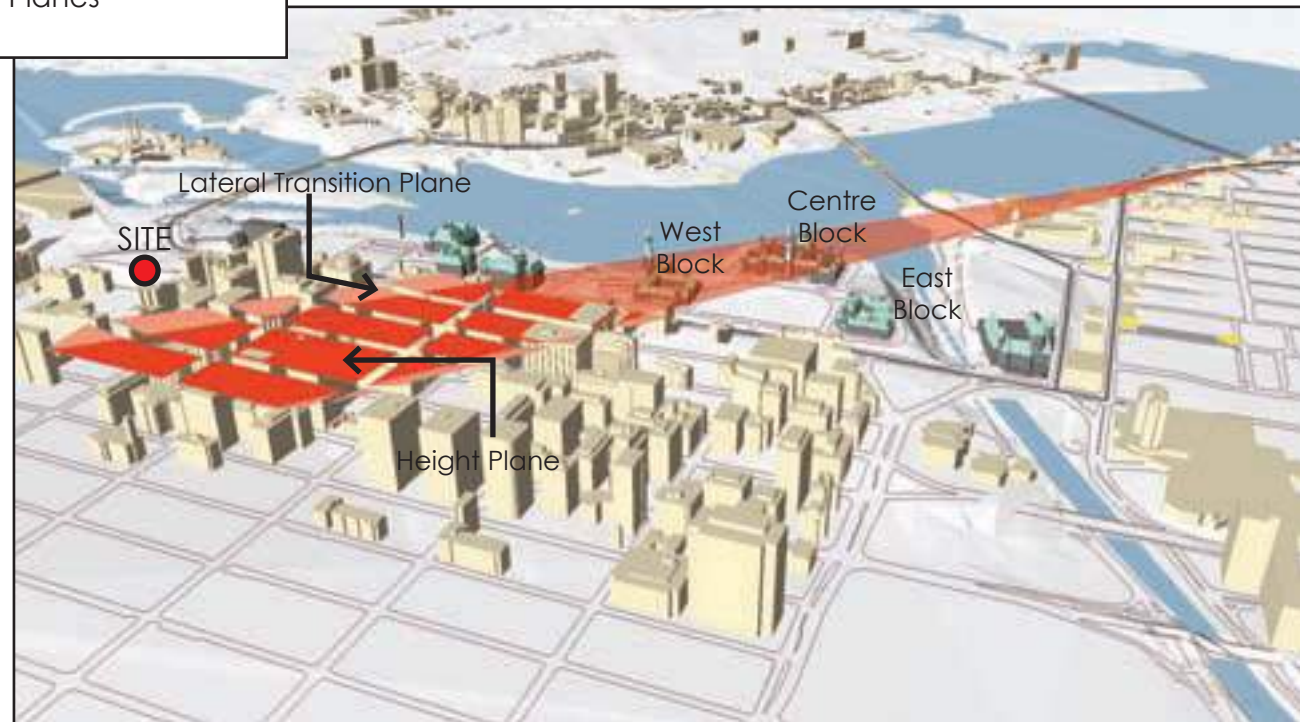 Planes
Lateral Transition Plane
SITE
West
Block
Centre
Block
East
Block
Height Plane